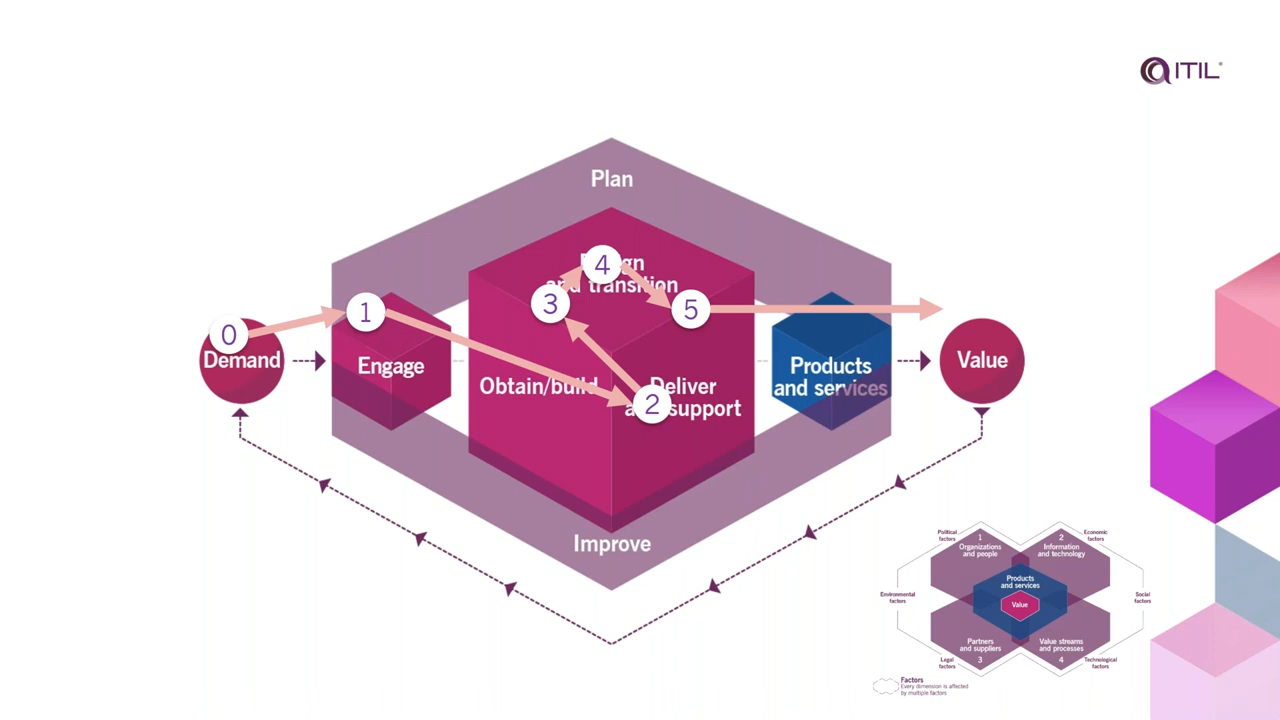 ITIL
Plan
4
and transition
0
1
3
5
Demand
Engage
Obtain/build
Deliver
2
support
Products
and services
Value
Improve
Political
factors
1
Organizations
and people
2
Information
and technology
Economic
factors
Products
and services
Environmental
factors
Value
Social
factors
Partners
and suppliers
3
Value streams
and processes
4
Legal
factors
Technological
factors
Factors
Every dimension is affected
by multiple factors